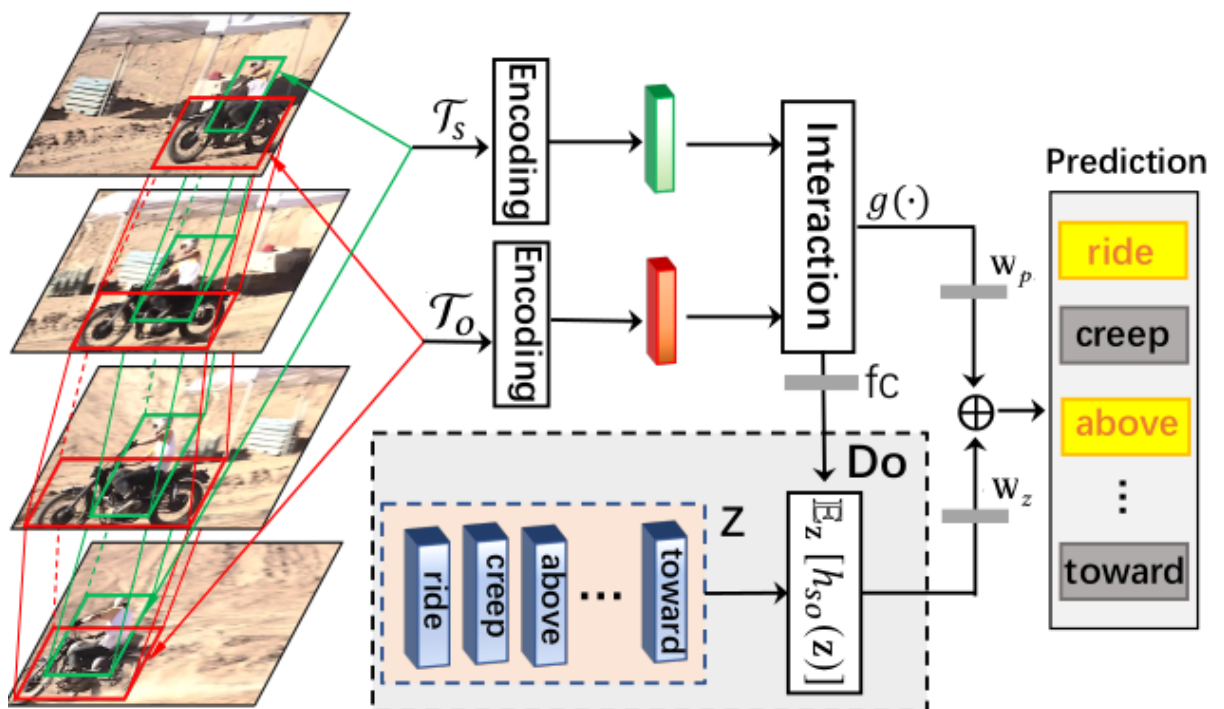 𝒯s
Encoding
𝒯o
Encoding
Interaction
g(·)
fc
Do
z
ride
creep
above
...
toward
𝔼z [hso(z)]
Wp
⊕
Wz
Prediction
ride
creep
above
...
toward